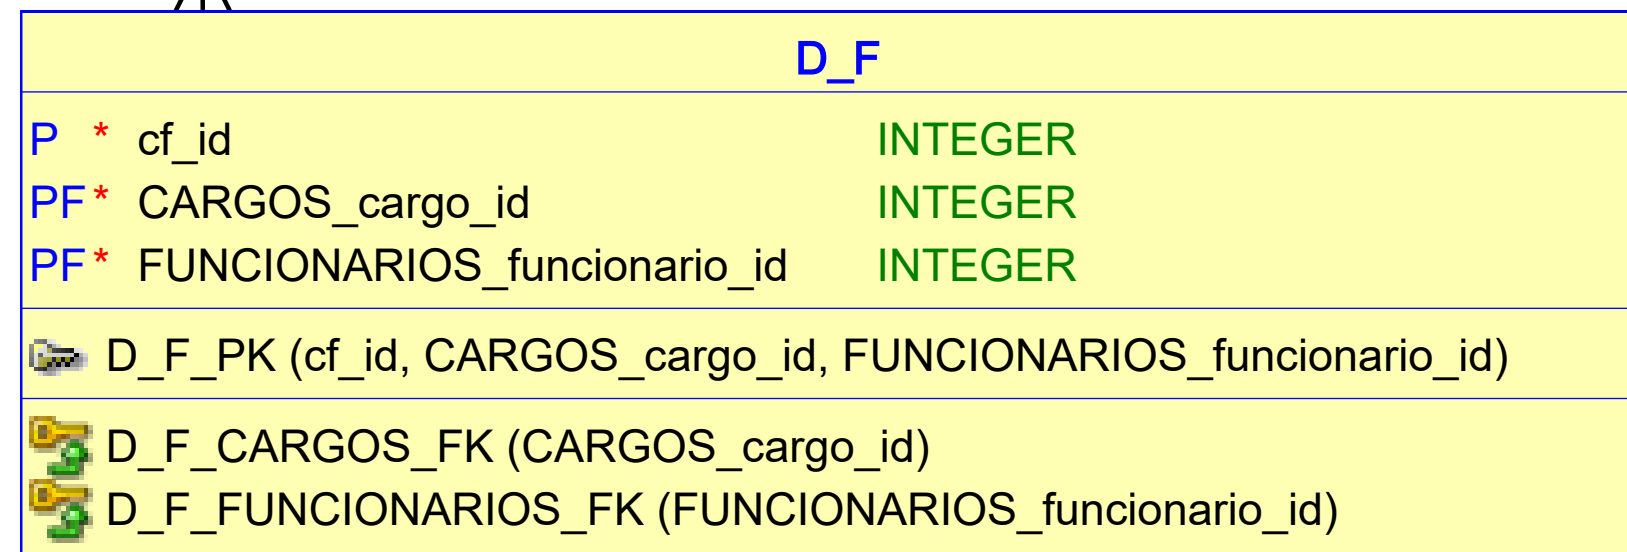 D_F
P * cf_id INTEGER
PF* CARGOS_cargo_id INTEGER
PF* FUNCIONARIOS_funcionario_id INTEGER
D_F_PK (cf_id, CARGOS_cargo_id, FUNCIONARIOS_funcionario_id)
D_F_CARGOS_FK (CARGOS_cargo_id)
D_F_FUNCIONARIOS_FK (FUNCIONARIOS_funcionario_id)